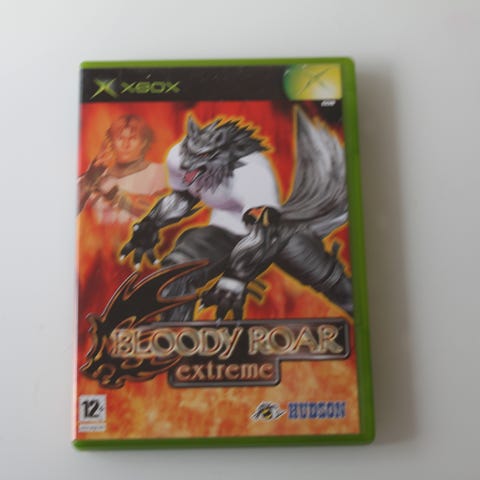 XBOX
BLOODY ROAR
extreme
12+
HUDSON